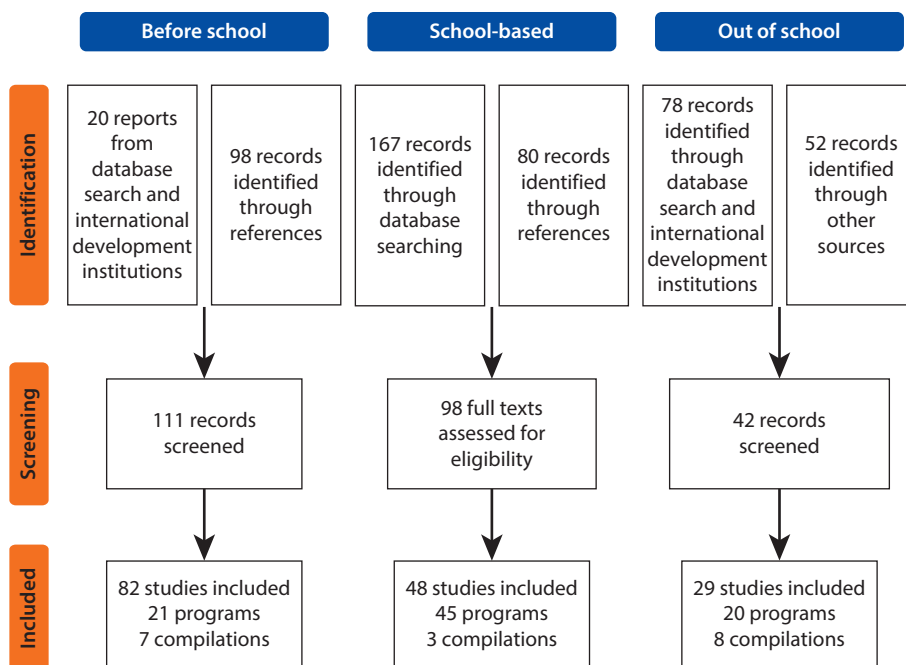 Before school
School-based
Out of school
Identification
20 reports
from
database
search and
international
development
institutions
98 records
identified
through
references
167 records
identified
through
database
searching
80 records
identified
through
references
78 records
identified
through
database
search and
international
development
institutions
52 records
identified
through
other
sources
Screening
111 records
screened
98 full texts
assessed for
eligibility
42 records
screened
Included
82 studies included
21 programs
7 compilations
48 studies included
45 programs
3 compilations
29 studies included
20 programs
8 compilations